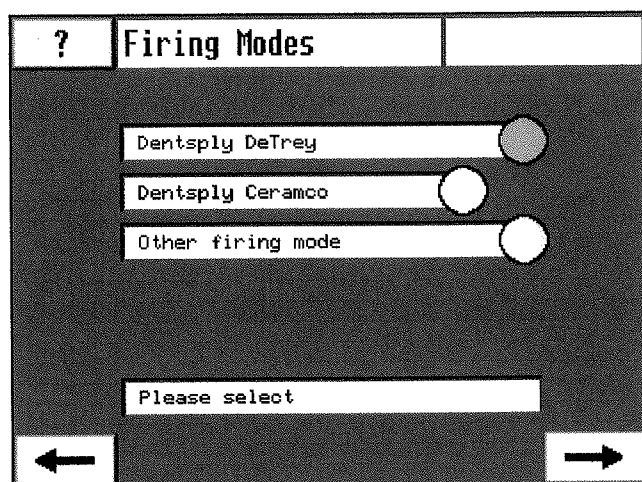 ?
Firing Modes
Dentsply DeTrey
Dentsply Ceramco
Other firing mode
Please select